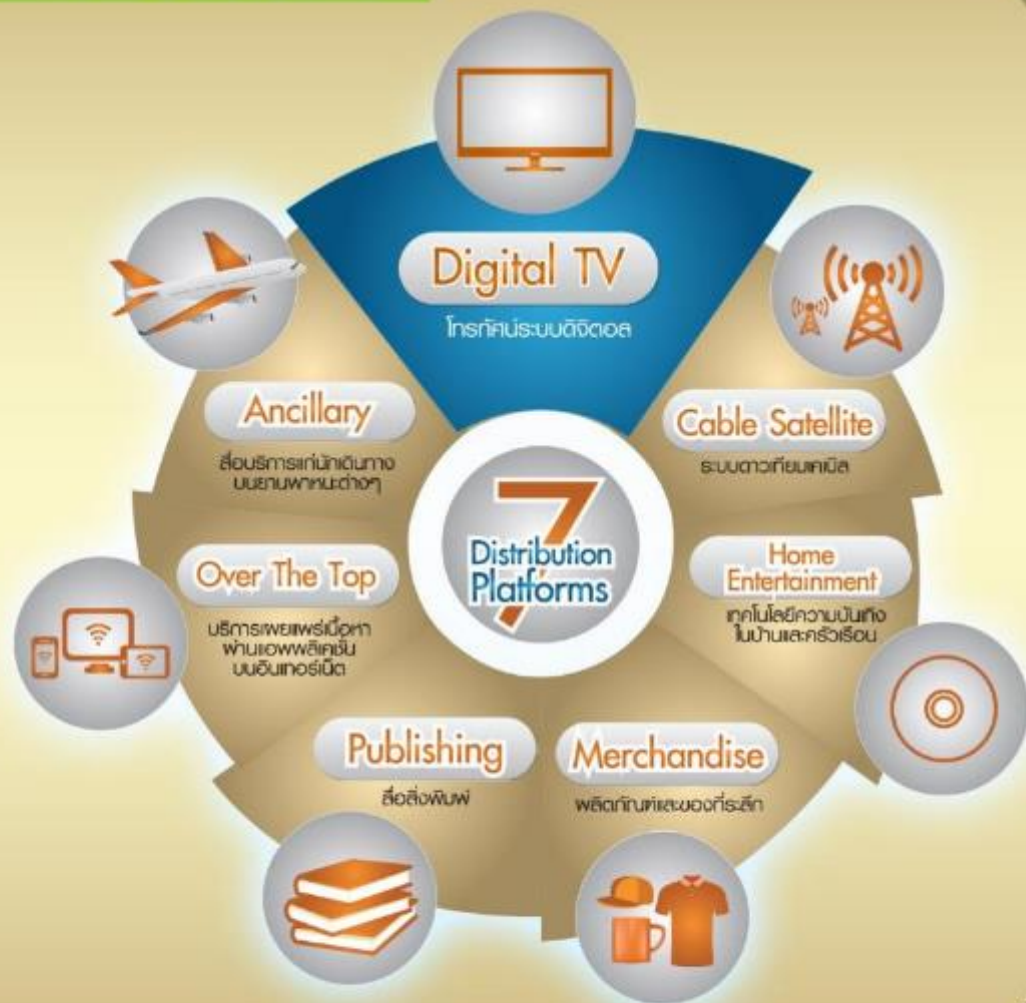 Digital TV
โทรทัศน์ระบบดิจิตอล
Cable Satellite
ระบบดาวเทียมเคเบิล
Home
Entertainment
เทคโนโลยีความบันเทิง
ในบ้านและครัวเรือน
Merchandise
ผลิตภัณฑ์และของที่ระลึก
Publishing
สื่อสิ่งพิมพ์
Over The Top
บริการเผยแพร่เนื้อหา
ผ่านแอพพลิเคชั่น
บนอินเทอร์เน็ต
Ancillary
สื่อบริการแก่นักเดินทาง
บนยานพาหนะต่างๆ
7
Distribution
Platforms